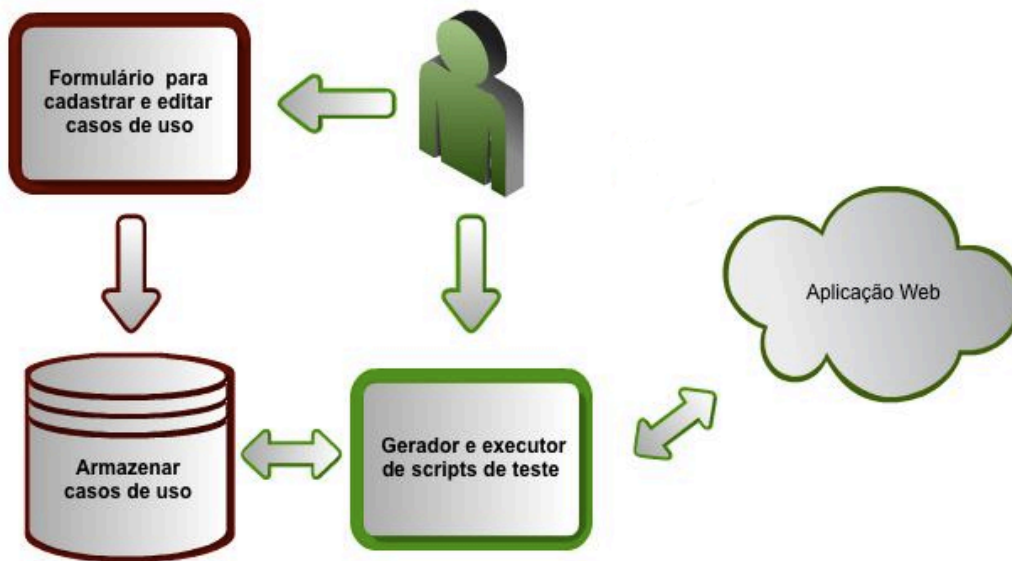 Formulário para
cadastrar e editar
casos de uso
Aplicação Web
Armazenar
casos de uso
Gerador e executor
de scripts de teste